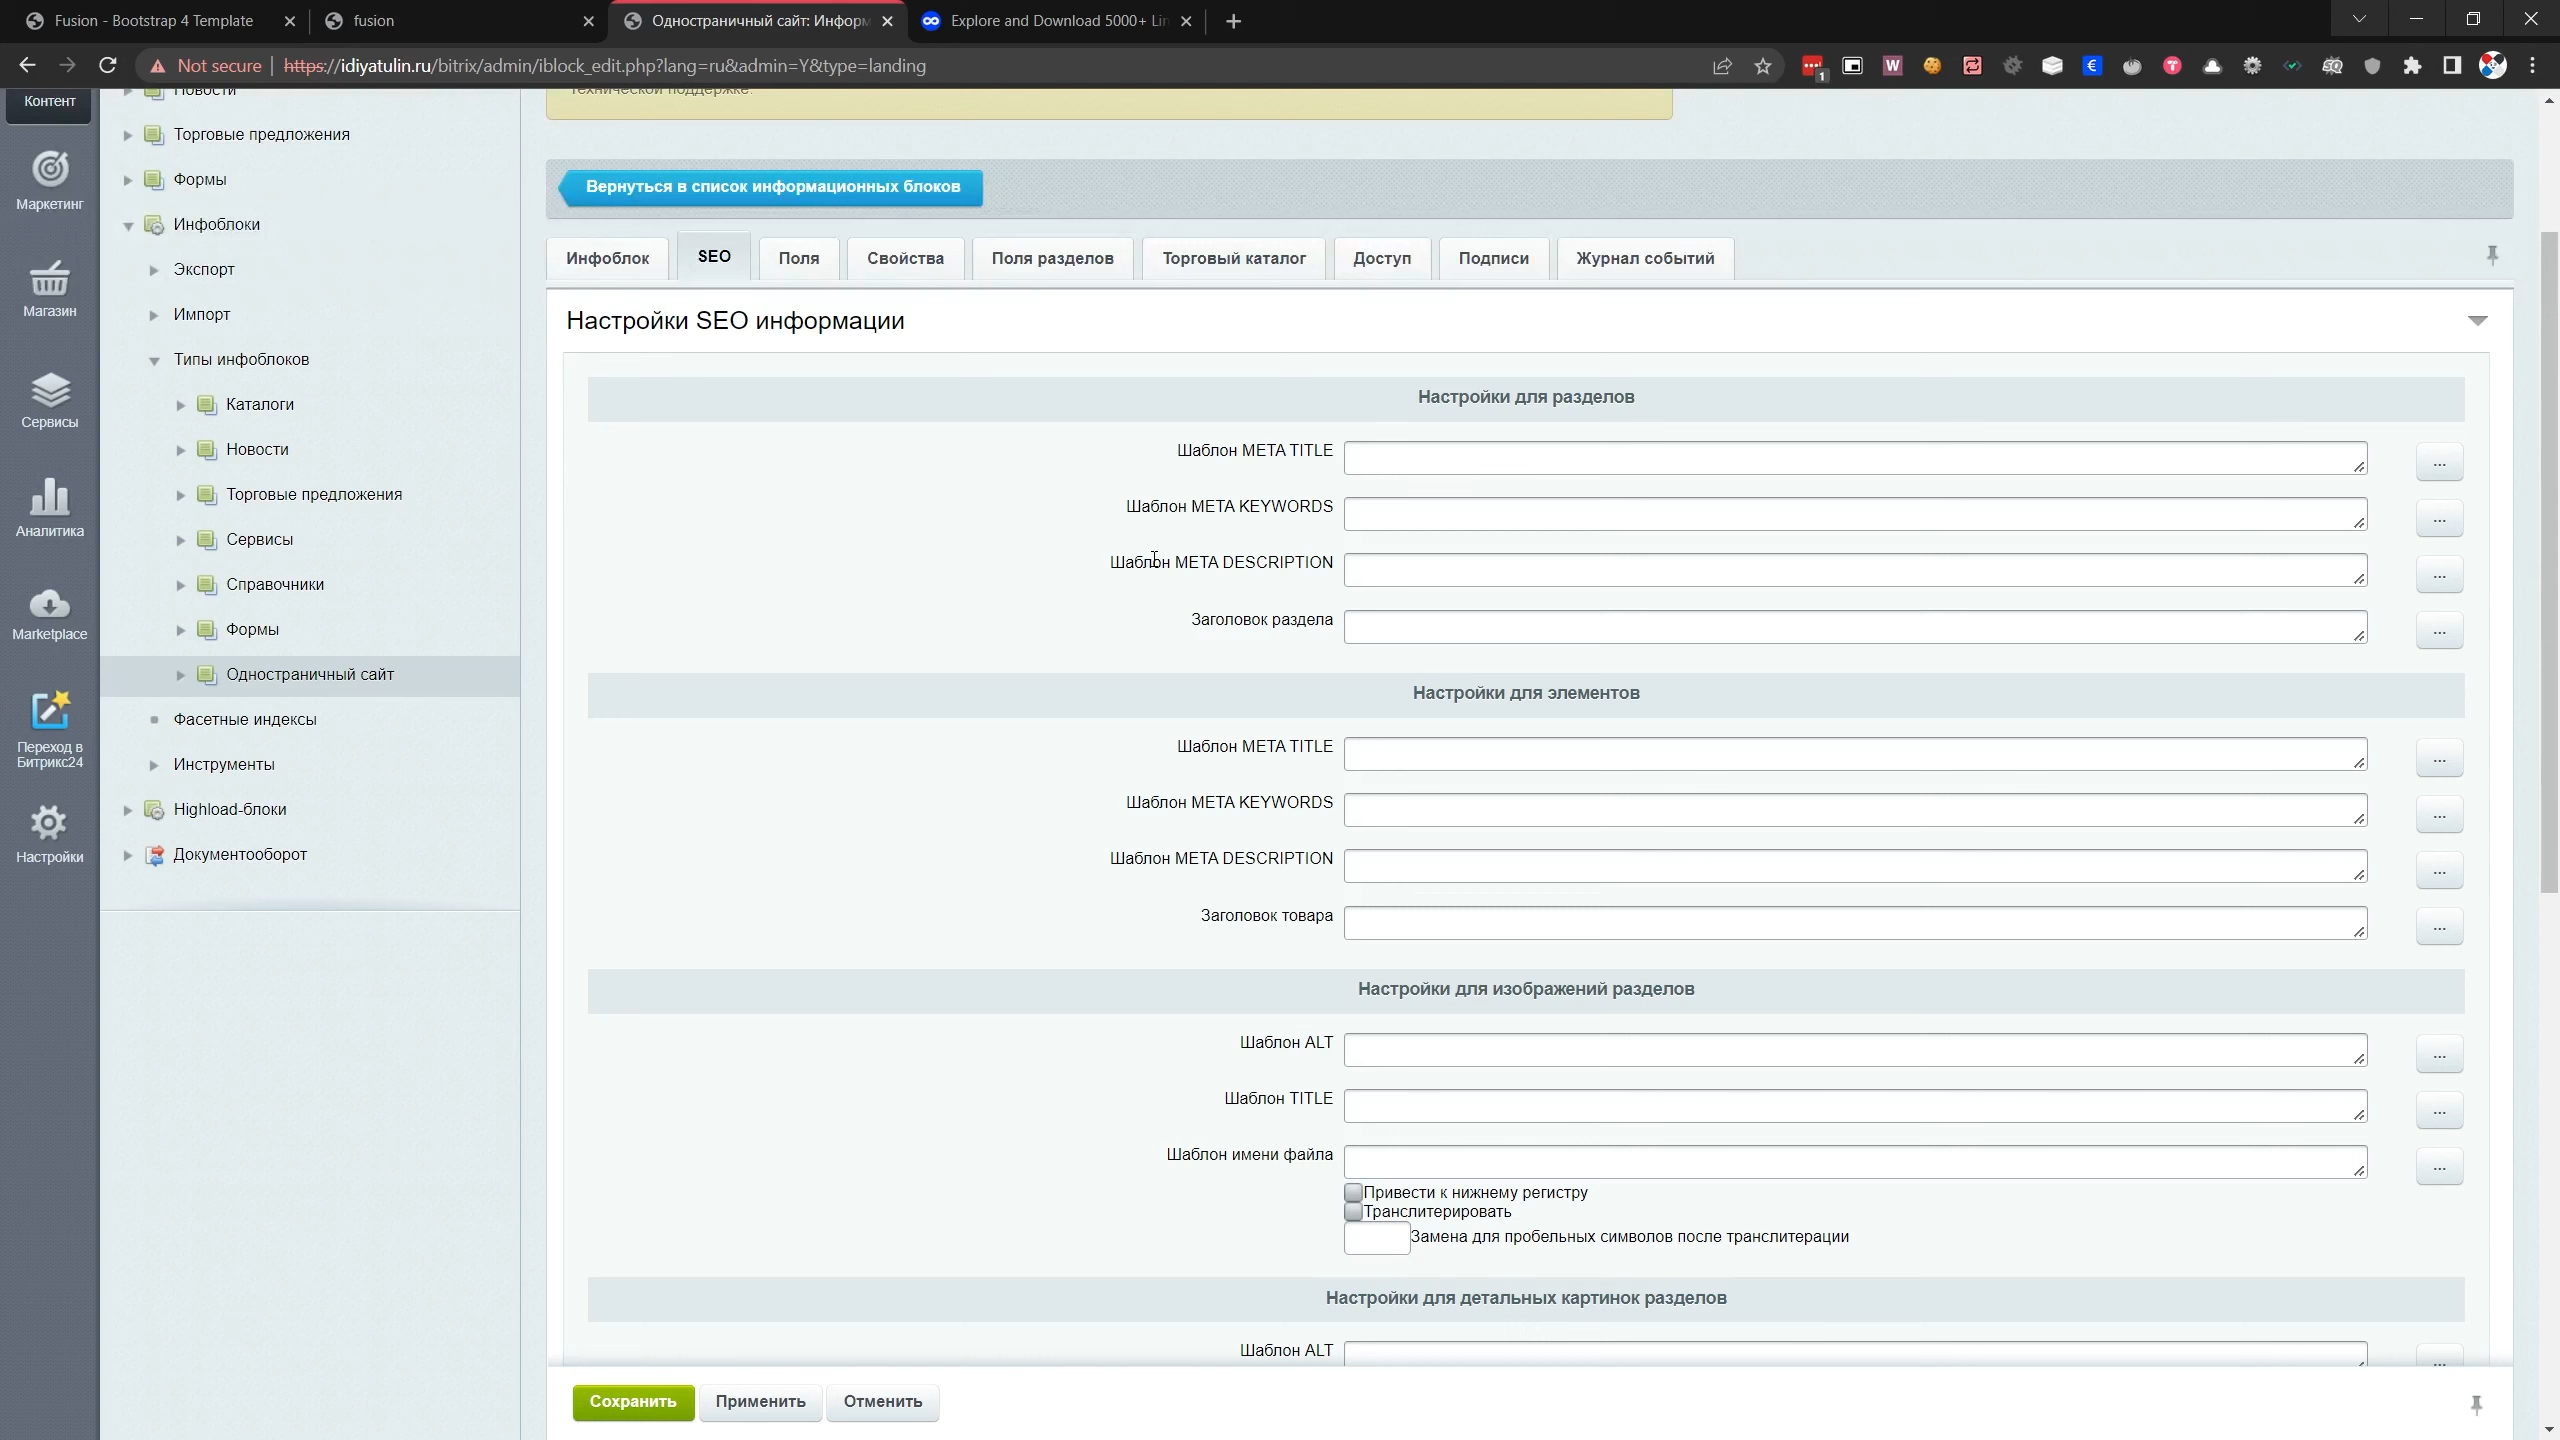 Fusion - Bootstrap 4 Template
fusion
Одностраничный сайт: Информ
Explore and Download 5000+ Lin
Not secure
https://idiyatulin.ru/bitrix/admin/iblock_edit.php?lang=ru&admin=Y&type=landing
1
Контент
Маркетинг
Магазин
Сервисы
Аналитика
Marketplace
Переход в
Битрикс24
Настройки
Новости
Торговые предложения
Формы
Инфоблоки
Экспорт
Импорт
Типы инфоблоков
Каталоги
Новости
Торговые предложения
Сервисы
Справочники
Формы
Одностраничный сайт
Фасетные индексы
Инструменты
Highload-блоки
Документооборот
технической поддержке.
Вернуться в список информационных блоков
Инфоблок
SEO
Поля
Свойства
Поля разделов
Торговый каталог
Доступ
Подписи
Журнал событий
Настройки SEO информации
Настройки для разделов
Шаблон META TITLE
...
Шаблон META KEYWORDS
...
Шаблон META DESCRIPTION
...
Заголовок раздела
...
Настройки для элементов
Шаблон META TITLE
...
Шаблон META KEYWORDS
...
Шаблон META DESCRIPTION
...
Заголовок товара
...
Настройки для изображений разделов
Шаблон ALT
...
Шаблон TITLE
...
Шаблон имени файла
...
Привести к нижнему регистру
Транслитерировать
Замена для пробельных символов после транслитерации
Настройки для детальных картинок разделов
Шаблон ALT
...
Сохранить
Применить
Отменить